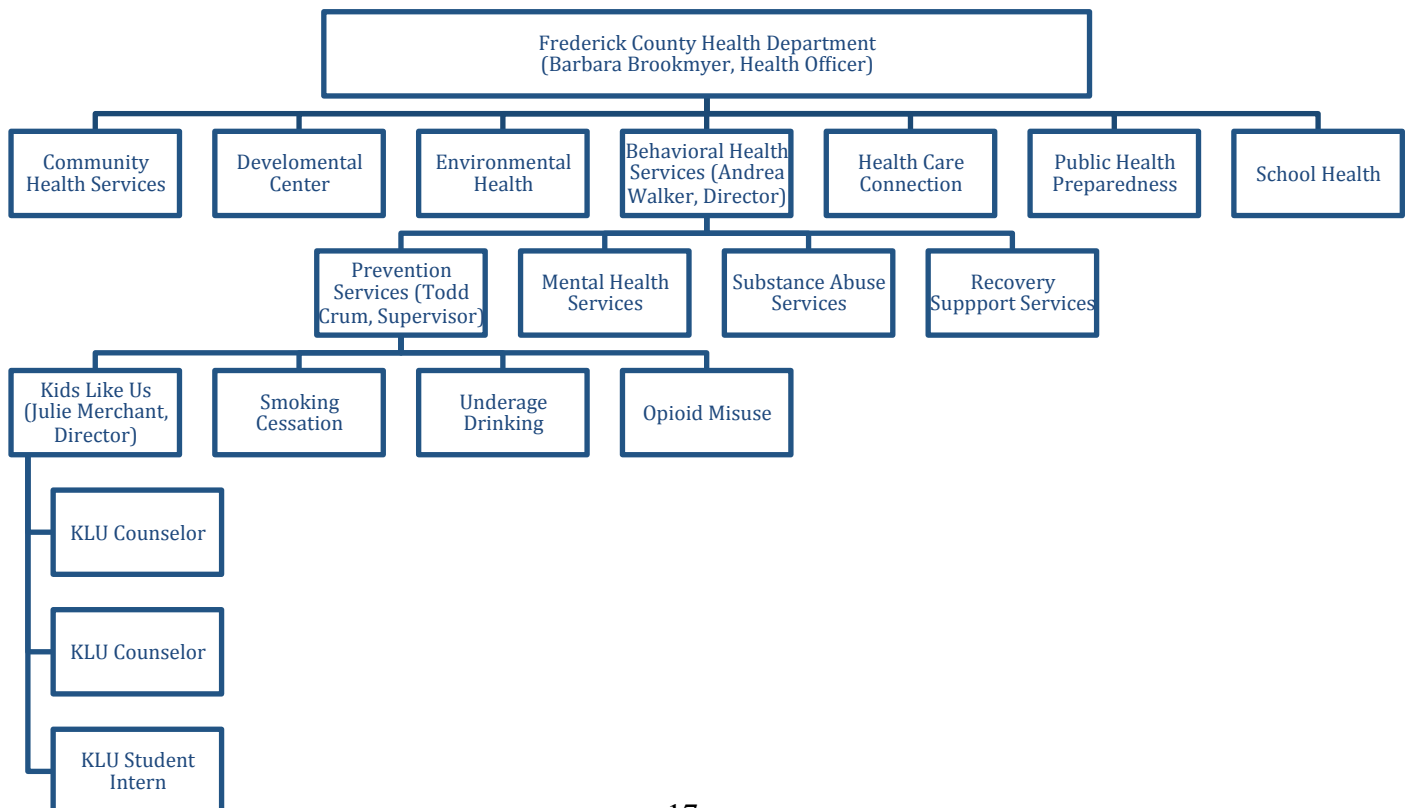 Frederick County Health Department
(Barbara Brookmyer, Health Officer)
Community
Health Services
Develomental
Center
Environmental
Health
Behavioral Health
Services (Andrea
Walker, Director)
Health Care
Connection
Public Health
Preparedness
School Health
Prevention
Services (Todd
Crum, Supervisor)
Mental Health
Services
Substance Abuse
Services
Recovery
Suppport Services
Kids Like Us
(Julie Merchant,
Director)
Smoking
Cessation
Underage
Drinking
Opioid Misuse
KLU Counselor
KLU Counselor
KLU Student
Intern
17